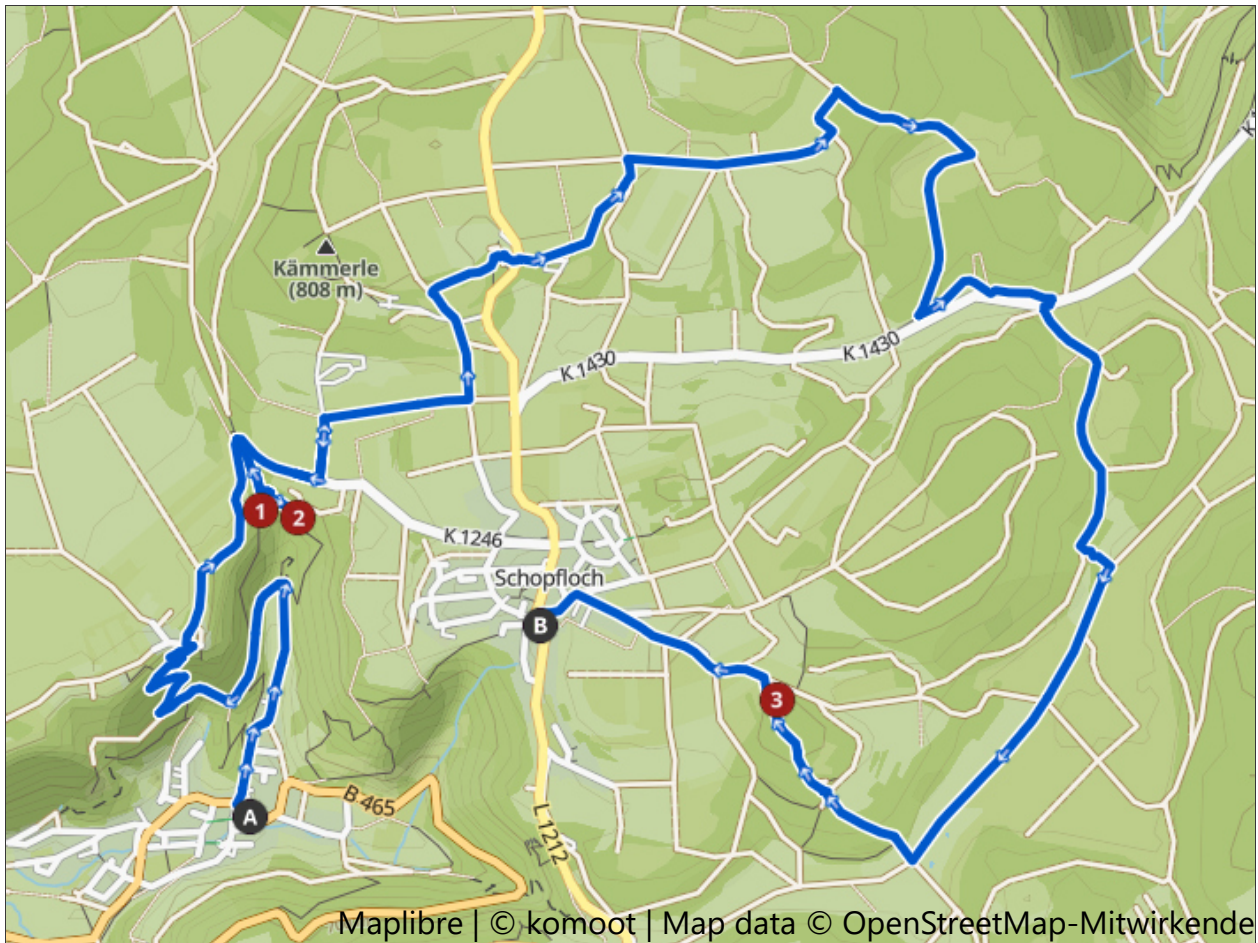 Kämmerle
(808 m)
K 1430
K 1430
1
2
K 1246
Schopfloch
B
3
A
B 465
L 1212
Maplibre | © komoot | Map data © OpenStreetMap-Mitwirkende